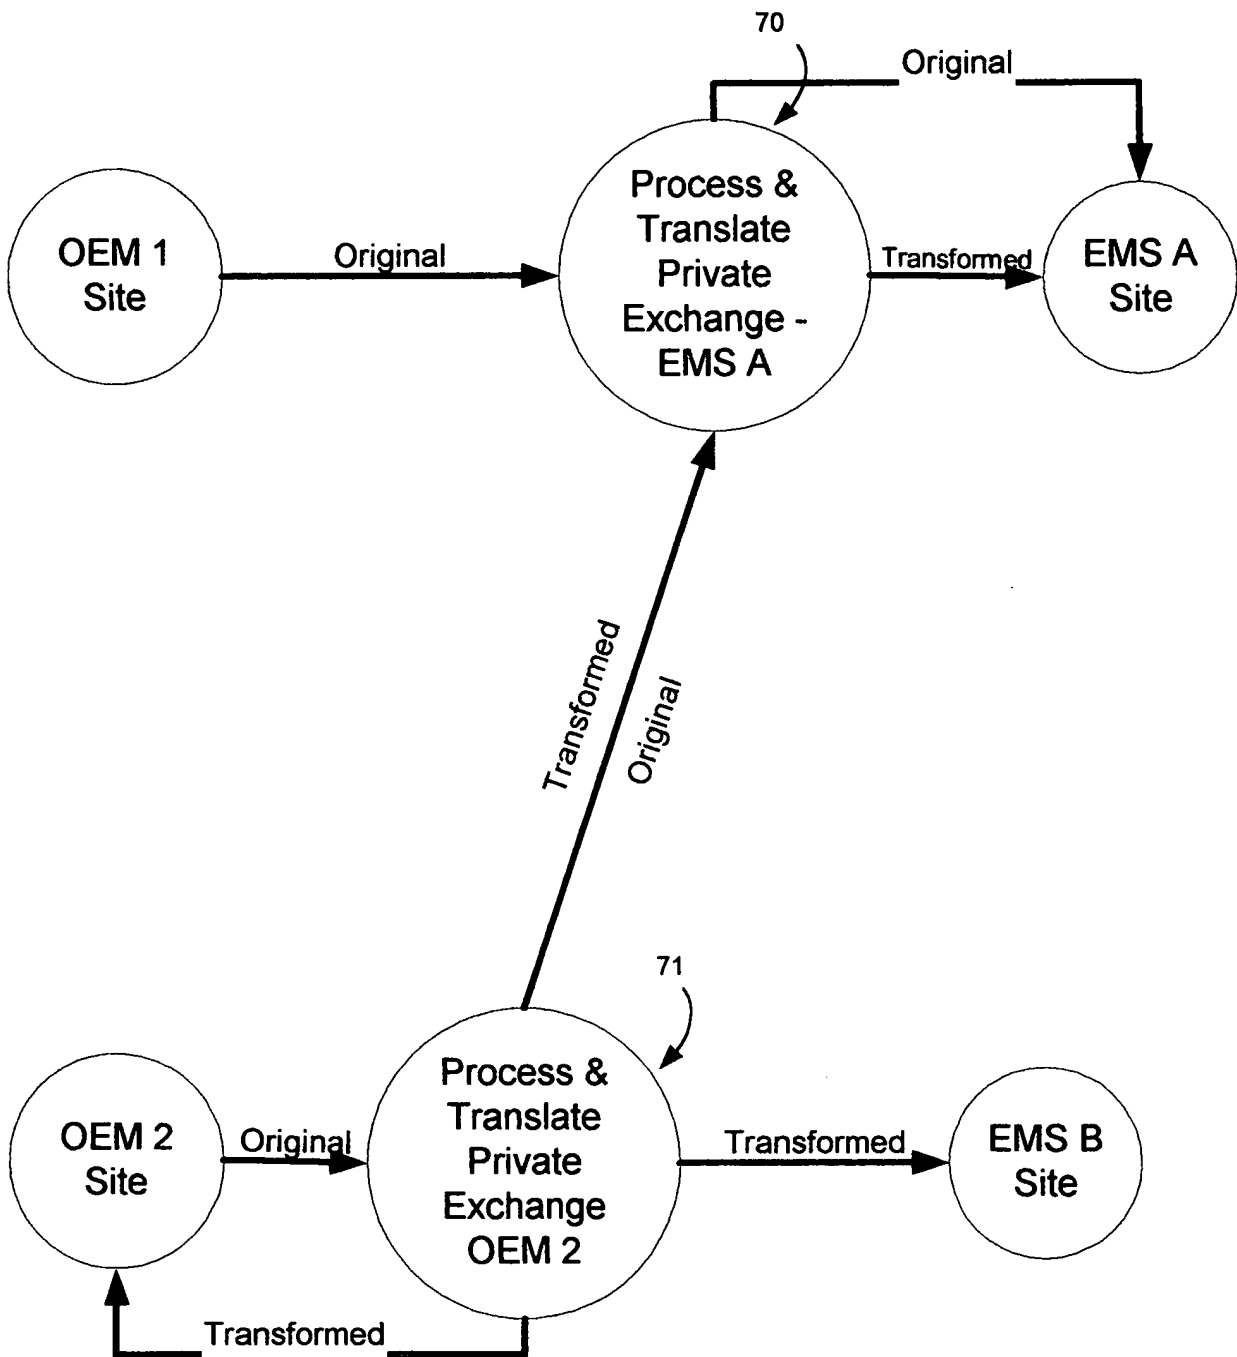 70
Original
Process &
Translate
Private
Exchange -
EMS A
OEM 1
Site
Original
Transformed
EMS A
Site
Transformed
Original
71
Process &
Translate
Private
Exchange
OEM 2
OEM 2
Site
Original
Transformed
EMS B
Site
Transformed